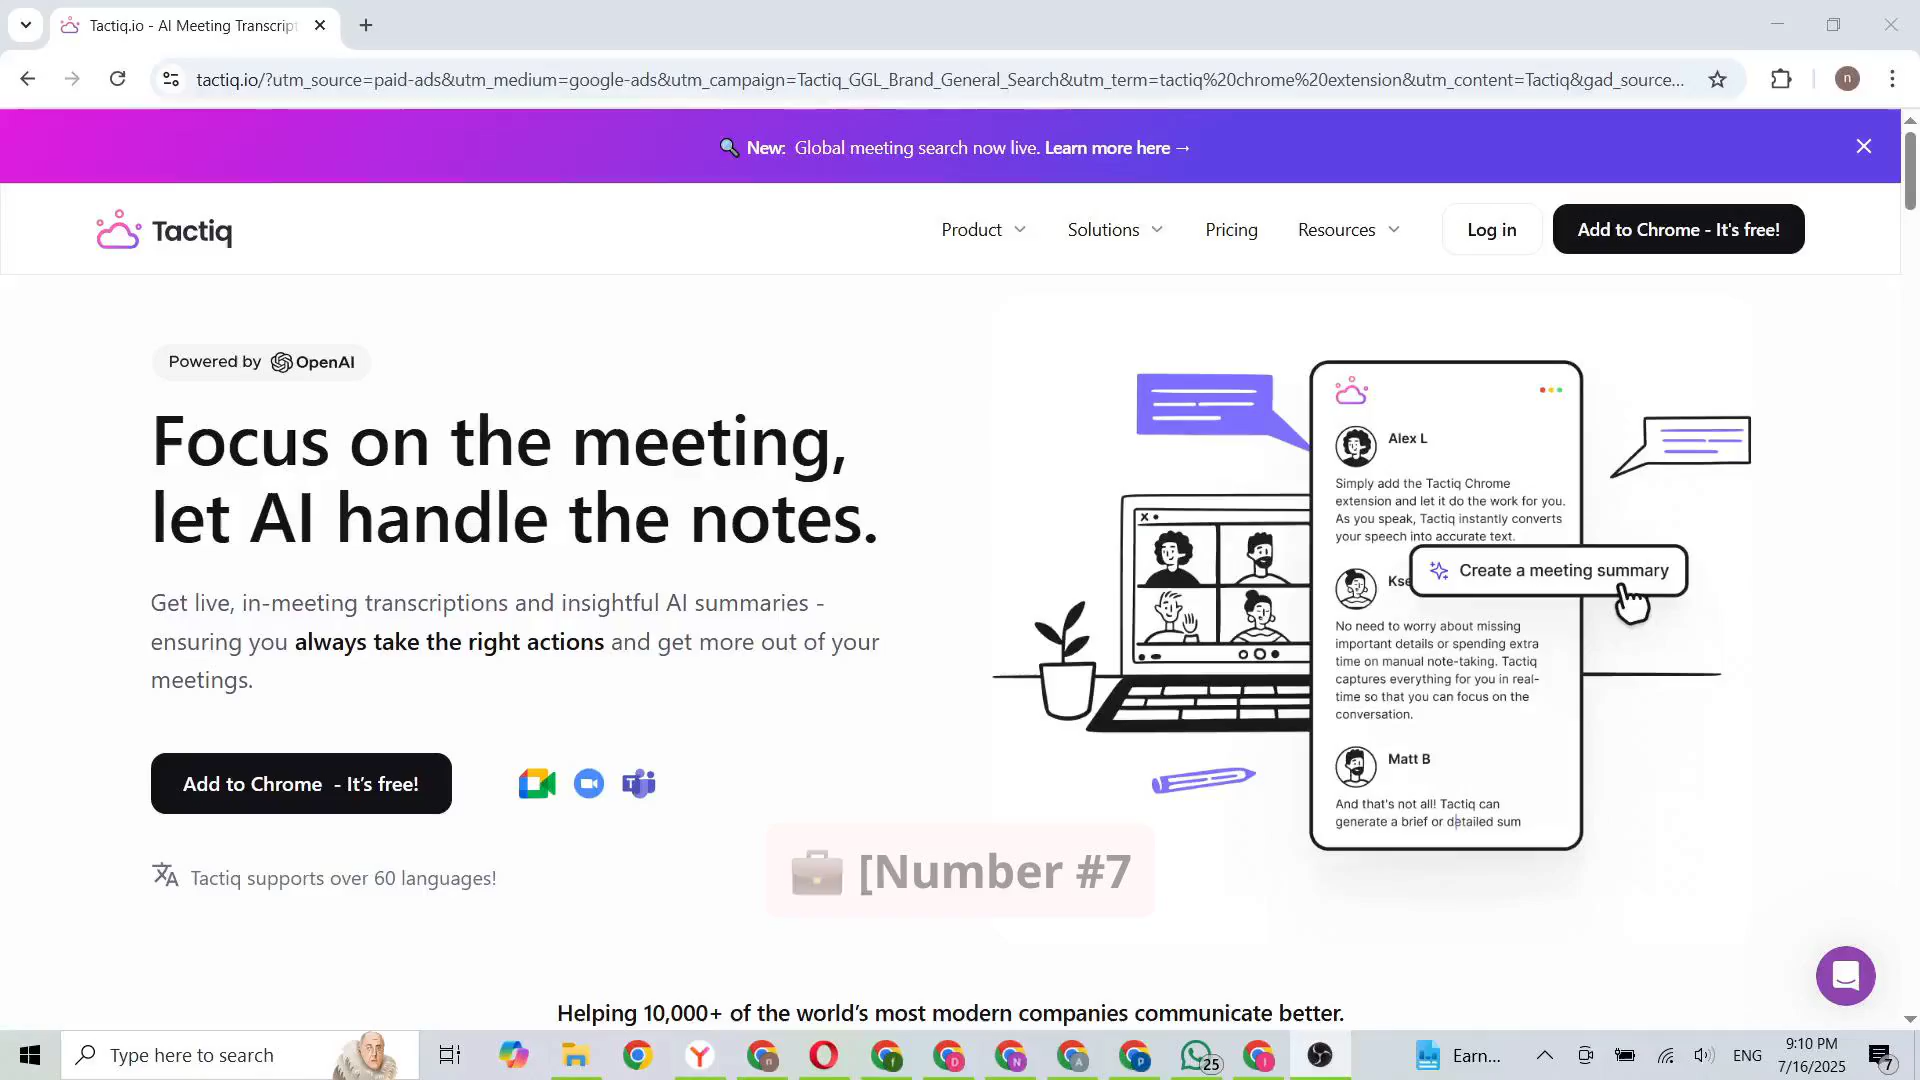 Tactiq.io - AI Meeting Transcript
tactiq.io/?utm_source=paid-ads&utm_medium=google-ads&utm_campaign=Tactiq_GGL_Brand_General_Search&utm_term=tactiq%20chrome%20extension&utm_content=Tactiq&gad_source...
n
New: Global meeting search now live. Learn more here →
Tactiq
Product
Solutions
Pricing
Resources
Log in
Add to Chrome - It's free!
Powered by OpenAI
Focus on the meeting,
let AI handle the notes.
Get live, in-meeting transcriptions and insightful AI summaries -
ensuring you always take the right actions and get more out of your
meetings.
Add to Chrome - It's free!
Tactiq supports over 60 languages!
Alex L
Simply add the Tactiq Chrome
extension and let it do the work for you.
As you speak, Tactiq instantly converts
your speech into accurate text.
Create a meeting summary
Kse
No need to worry about missing
important details or spending extra
time on manual note-taking. Tactiq
captures everything for you in real-
time so that you can focus on the
conversation.
Matt B
And that's not all! Tactiq can
generate a brief or detailed sum
[Number #7
Helping 10,000+ of the world's most modern companies communicate better.
Type here to search
25
Earn...
ENG
9:10 PM
7/16/2025
7